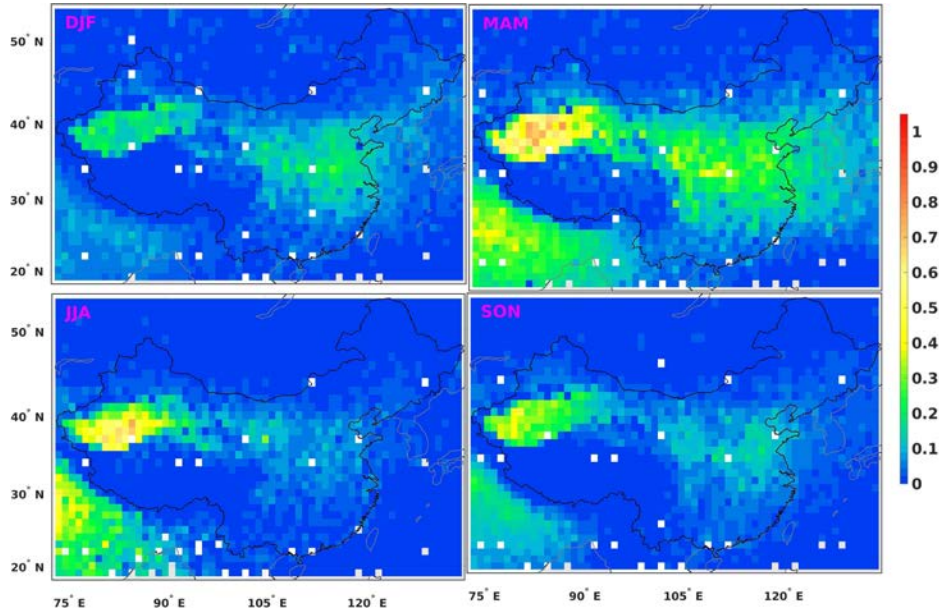 DJF
MAM
50° N
40° N
30° N
20° N
JJA
SON
50° N
40° N
30° N
20° N
75° E
90° E
105° E
120° E
75° E
90° E
105° E
120° E
1
0.9
0.8
0.7
0.6
0.5
0.4
0.3
0.2
0.1
0